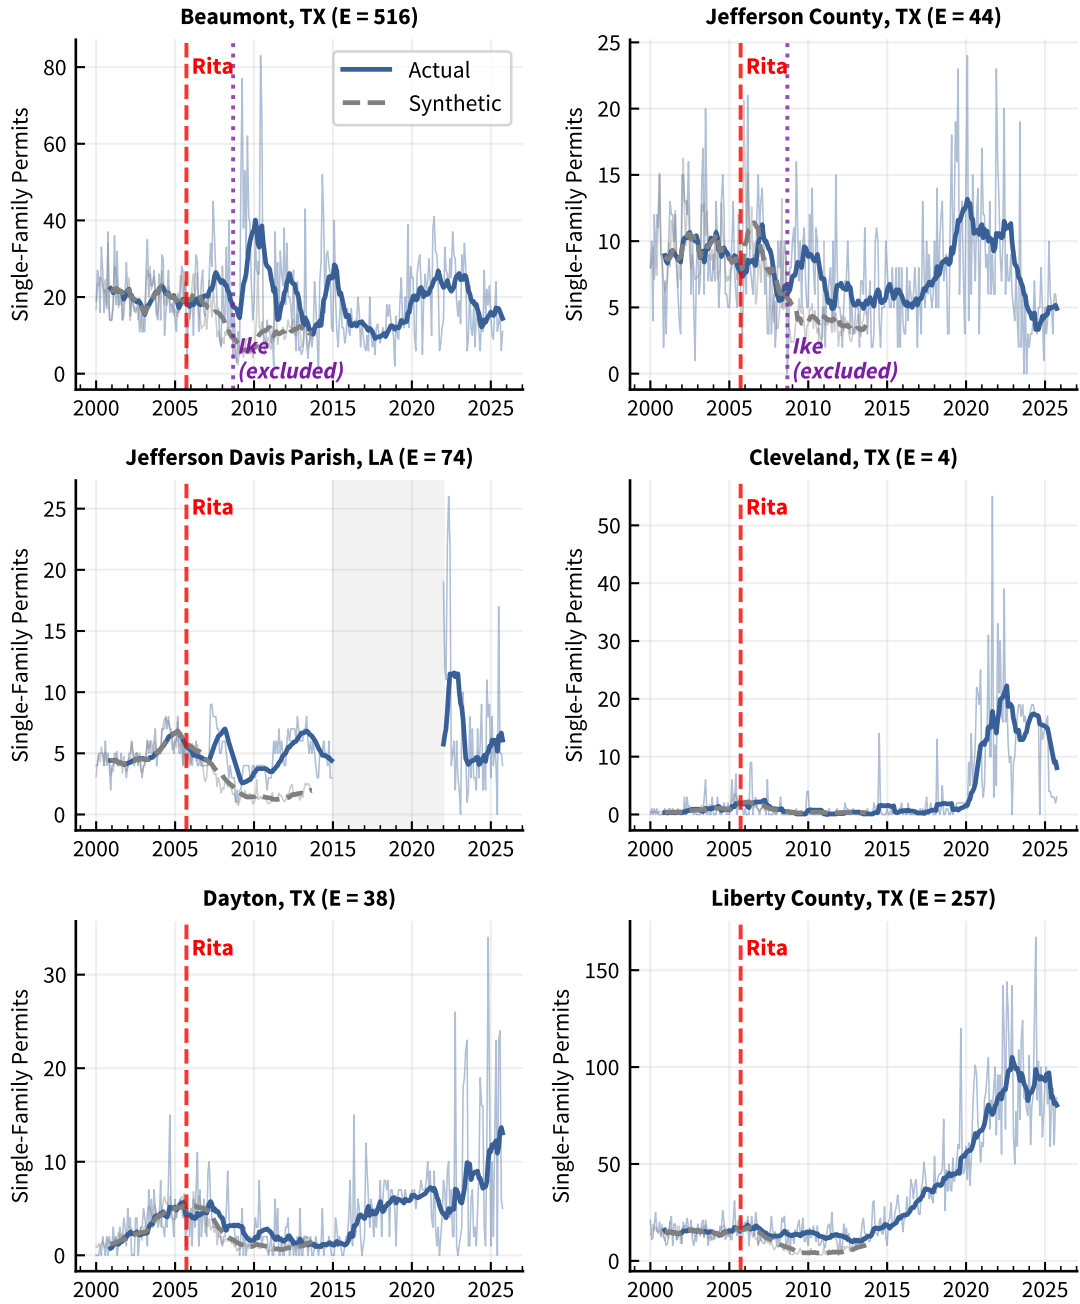 Beaumont, TX (E = 516)
Single-Family Permits
80
60
40
20
0
Rita
Actual
Synthetic
Ike
(excluded)
2000 2005 2010 2015 2020 2025
Jefferson County, TX (E = 44)
Single-Family Permits
25
20
15
10
5
0
Rita
Ike
(excluded)
2000 2005 2010 2015 2020 2025
Jefferson Davis Parish, LA (E = 74)
Single-Family Permits
25
20
15
10
5
0
Rita
2000 2005 2010 2015 2020 2025
Cleveland, TX (E = 4)
Single-Family Permits
50
40
30
20
10
0
Rita
2000 2005 2010 2015 2020 2025
Dayton, TX (E = 38)
Single-Family Permits
30
20
10
0
Rita
2000 2005 2010 2015 2020 2025
Liberty County, TX (E = 257)
Single-Family Permits
150
100
50
0
Rita
2000 2005 2010 2015 2020 2025